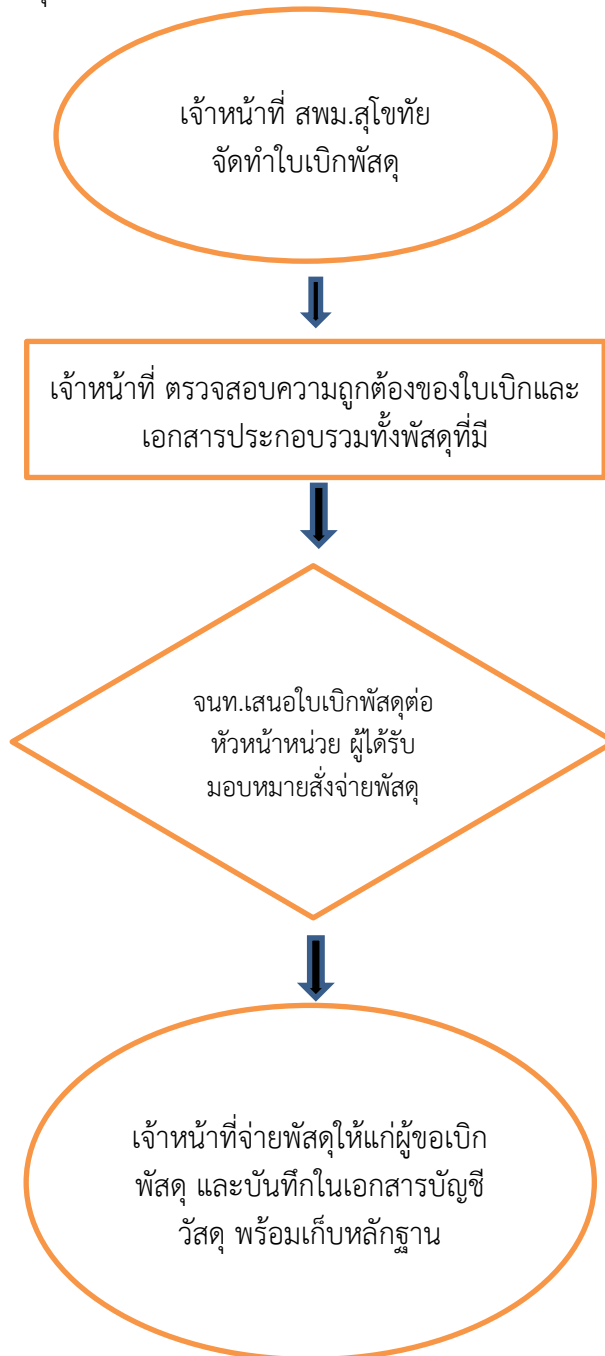 เจ้าหน้าที่ สพม.สุโขทัย
จัดทำใบเบิกพัสดุ
เจ้าหน้าที่ ตรวจสอบความถูกต้องของใบเบิกและ
เอกสารประกอบรวมทั้งพัสดุที่มี
จนท.เสนอใบเบิกพัสดุต่อ
หัวหน้าหน่วย ผู้ได้รับ
มอบหมายสั่งจ่ายพัสดุ
เจ้าหน้าที่จ่ายพัสดุให้แก่ผู้ขอเบิก
พัสดุ และบันทึกในเอกสารบัญชี
วัสดุ พร้อมเก็บหลักฐาน